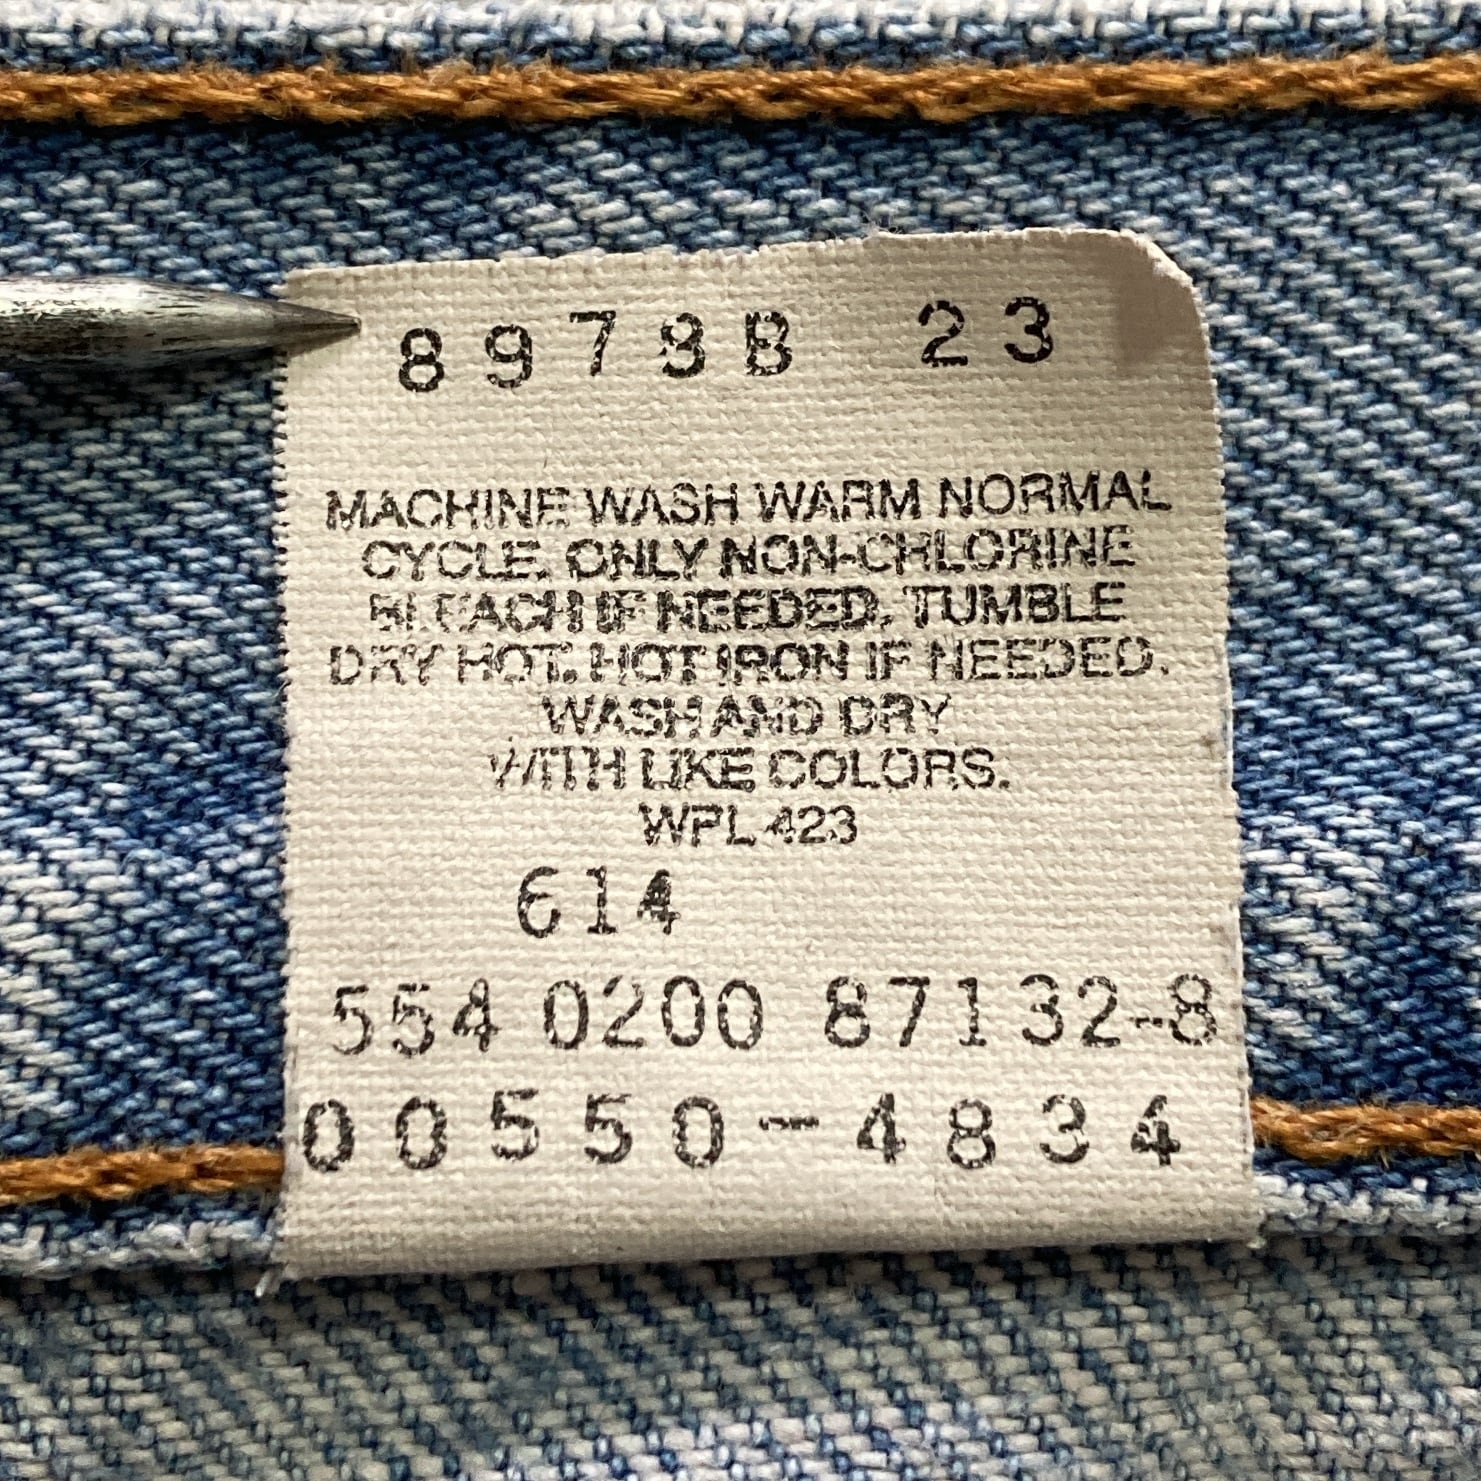 8978B 23
MACHINE WASH WARM NORMAL
CYCLE. ONLY NON-CHLORINE
BLEACH IF NEEDED. TUMBLE
DRY HOT. HOT IRON IF NEEDED.
WASH AND DRY
WITH LIKE COLORS.
WPL 423
614
554 0200 87132-8
00550-4834